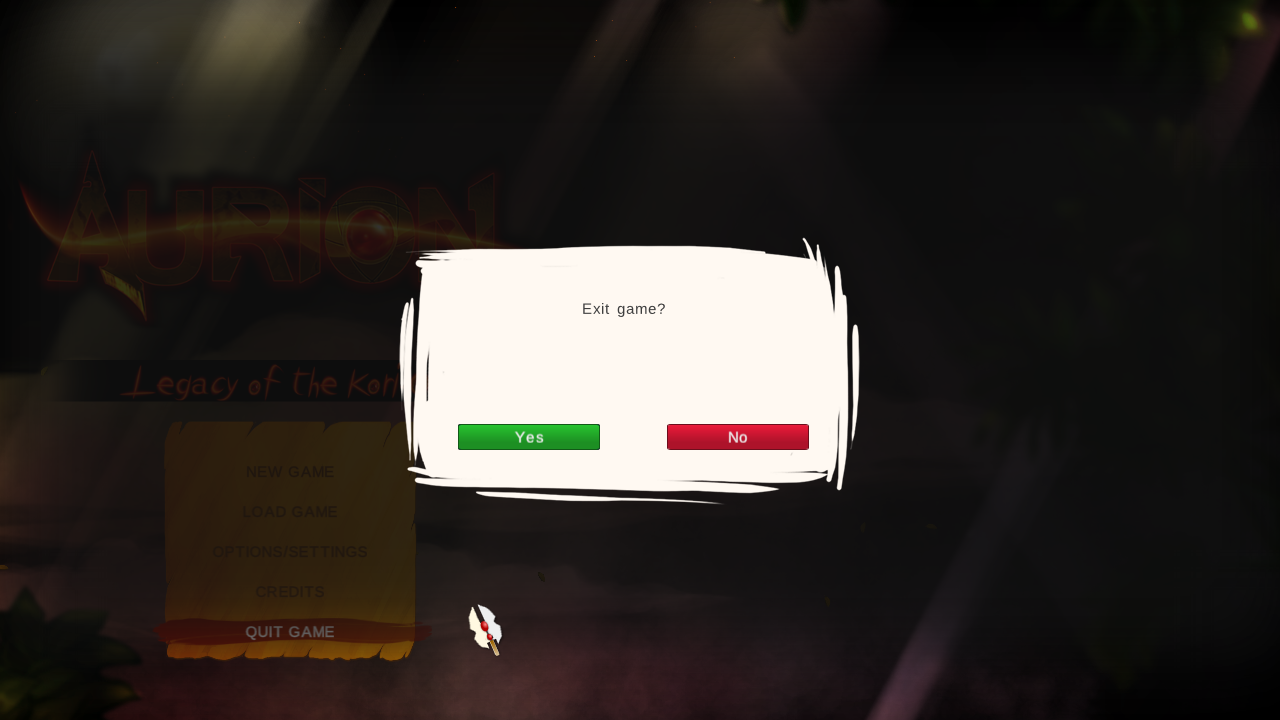 AURION
Legacy of the Kori
Exit game?
Yes
No
NEW GAME
LOAD GAME
OPTIONS/SETTINGS
CREDITS
QUIT GAME